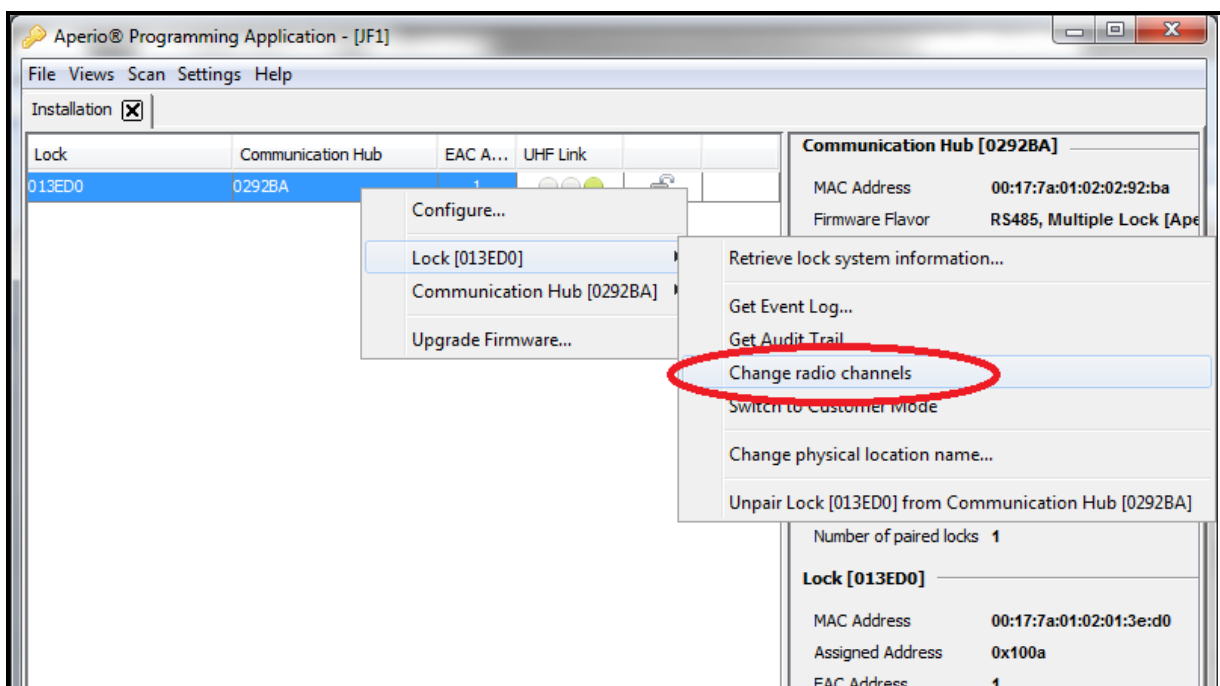 Aperio® Programming Application - [JF1]
File Views Scan Settings Help
Installation
Lock Communication Hub EAC A... UHF Link
013ED0 0292BA 1
Configure...
Lock [013ED0]
Communication Hub [0292BA]
Upgrade Firmware...
Retrieve lock system information...
Get Event Log...
Get Audit Trail
Change radio channels
Switch to Customer Mode
Change physical location name...
Unpair Lock [013ED0] from Communication Hub [0292BA]
Communication Hub [0292BA]
MAC Address 00:17:7a:01:02:02:92:ba
Firmware Flavor RS485, Multiple Lock [Ape
Number of paired locks 1
Lock [013ED0]
MAC Address 00:17:7a:01:02:01:3e:d0
Assigned Address 0x100a
EAC Address 1